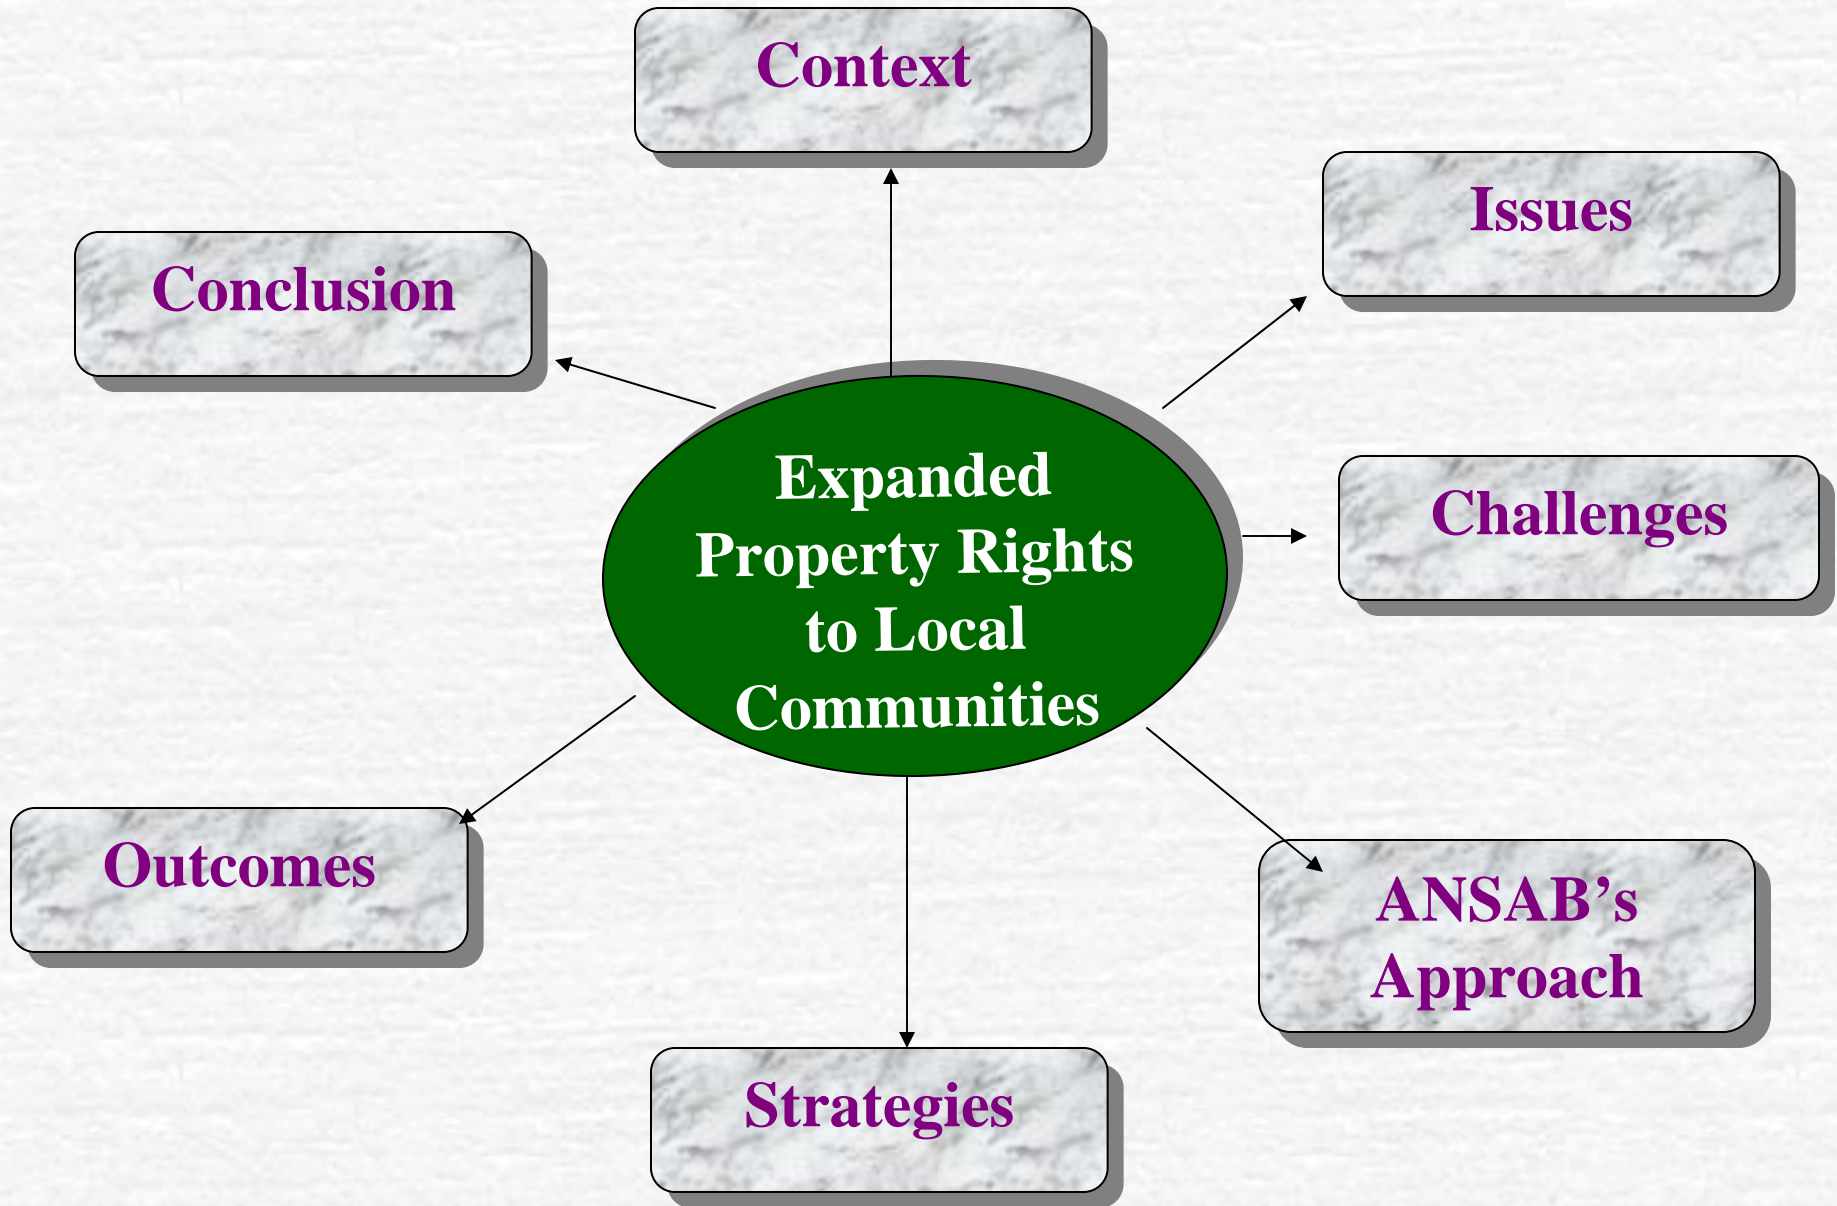 Context
Issues
Conclusion
Expanded
Property Rights
to Local
Communities
Challenges
Outcomes
ANSAB’s
Approach
Strategies